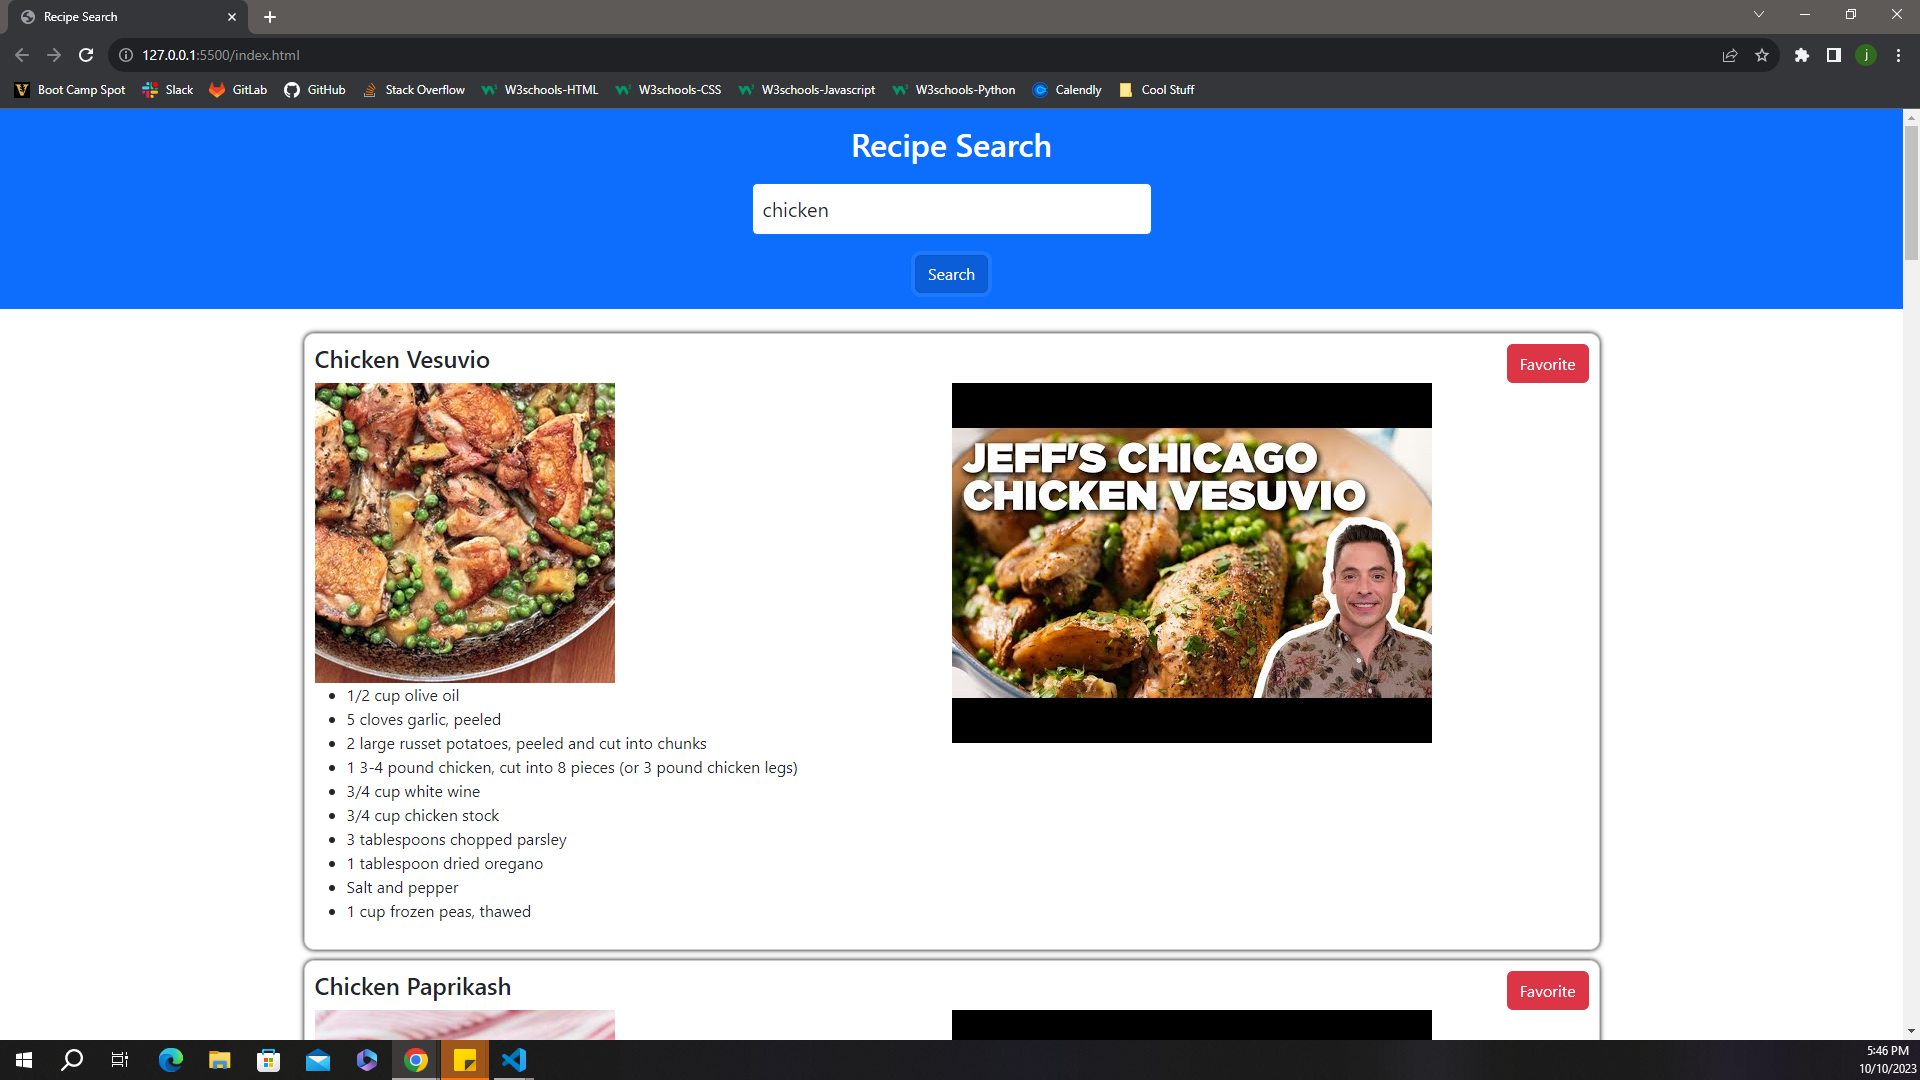 Recipe Search
127.0.0.1:5500/index.html
j
Boot Camp Spot
Slack
GitLab
GitHub
Stack Overflow
W3schools-HTML
W3schools-CSS
W3schools-Javascript
W3schools-Python
Calendly
Cool Stuff
Recipe Search
chicken
Search
Chicken Vesuvio
Favorite
JEFF'S CHICAGO
CHICKEN VESUVIO
1/2 cup olive oil
5 cloves garlic, peeled
2 large russet potatoes, peeled and cut into chunks
1 3-4 pound chicken, cut into 8 pieces (or 3 pound chicken legs)
3/4 cup white wine
3/4 cup chicken stock
3 tablespoons chopped parsley
1 tablespoon dried oregano
Salt and pepper
1 cup frozen peas, thawed
Chicken Paprikash
Favorite
5:46 PM
10/10/2023